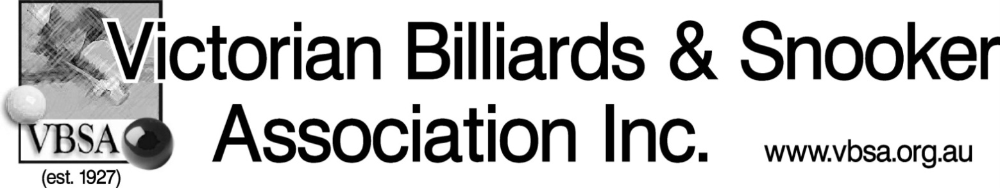 Victorian Billiards & Snooker
Association Inc.
www.vbsa.org.au
VBSA
(est. 1927)